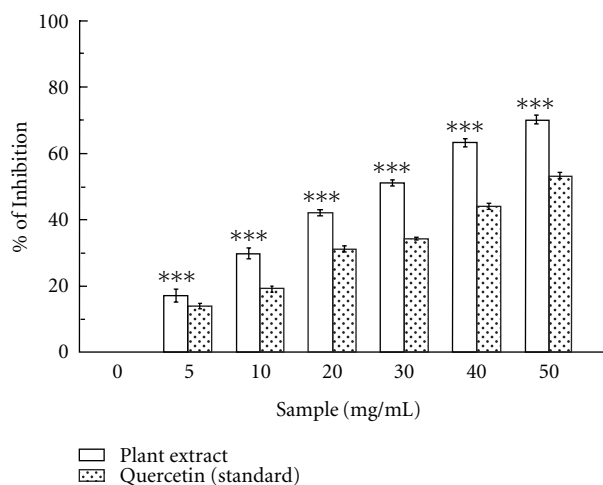 100
80
60
40
20
0
% of Inhibition
***
***
***
***
***
***
0 5 10 20 30 40 50
Sample (mg/mL)
Plant extract
Quercetin (standard)